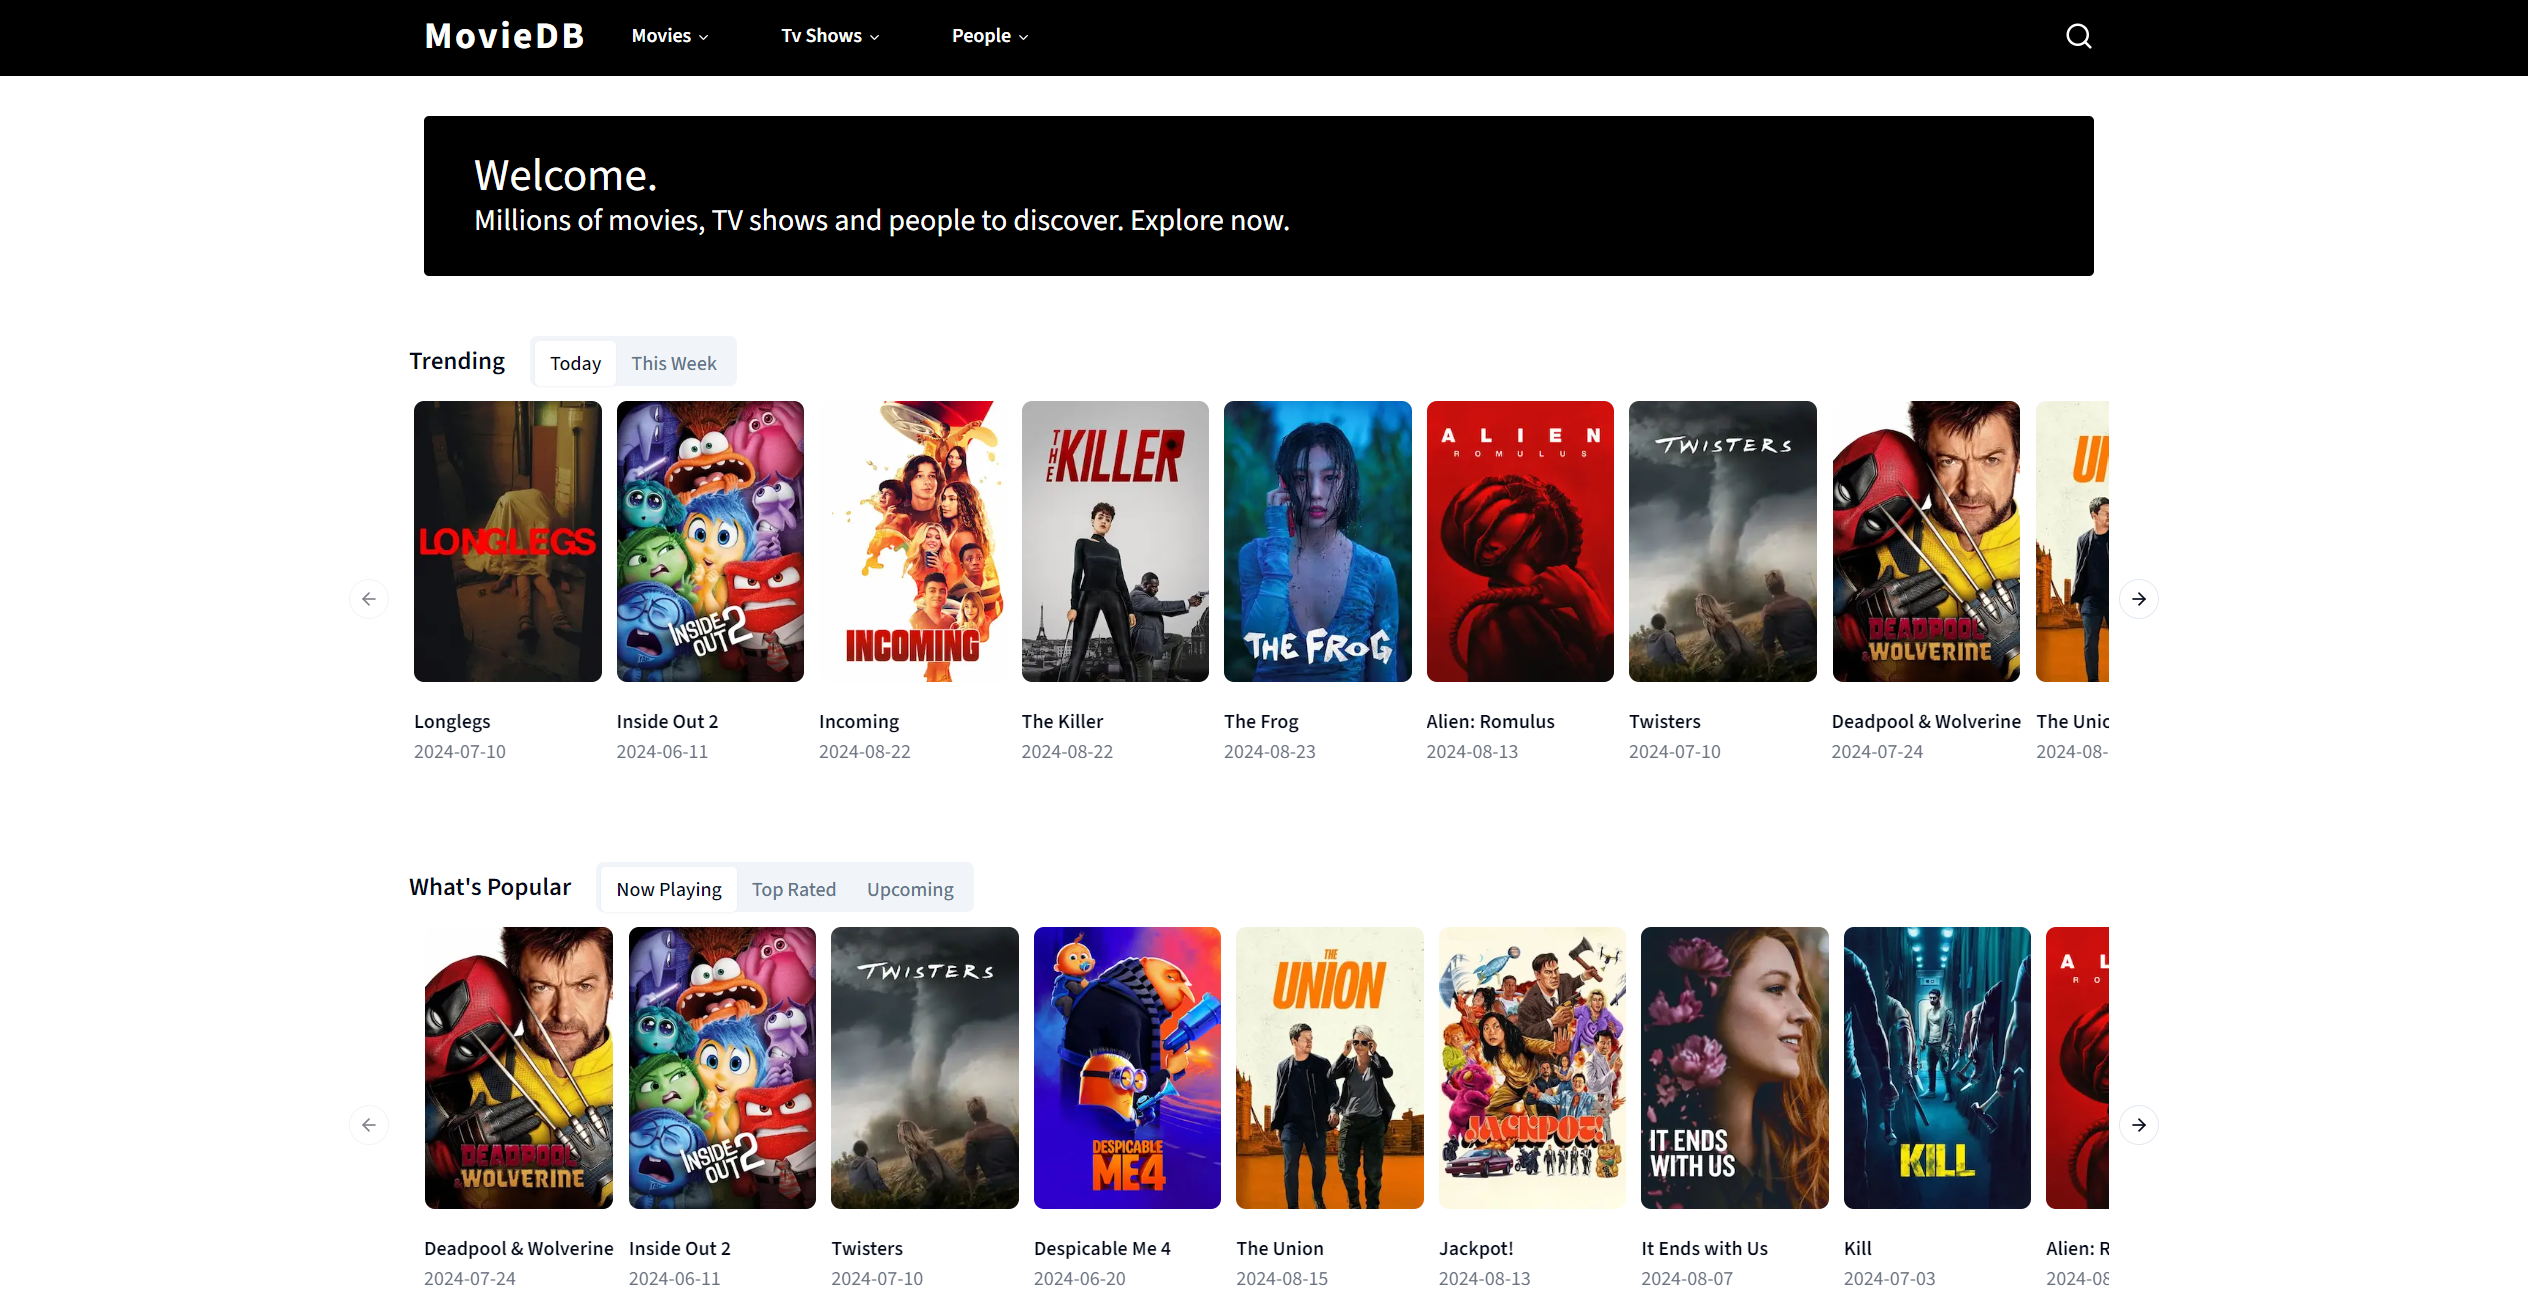 MovieDB Movies Tv Shows People
Welcome.
Millions of movies, TV shows and people to discover. Explore now.
Trending Today This Week
LONGLEGS
INSIDE OUT 2
INCOMING
THE KILLER
THE FROG
ALIEN
ROMULUS
TWISTERS
DEADPOOL
& WOLVERINE
UN
Longlegs Inside Out 2 Incoming The Killer The Frog Alien: Romulus Twisters Deadpool & Wolverine The Unio
2024-07-10 2024-06-11 2024-08-22 2024-08-22 2024-08-23 2024-08-13 2024-07-10 2024-07-24 2024-08-
What's Popular Now Playing Top Rated Upcoming
DEADPOOL
& WOLVERINE
INSIDE OUT 2
TWISTERS
DESPICABLE
ME 4
THE
UNION
JACKPOT!
IT ENDS
WITH US
KILL
A L
R O
Deadpool & Wolverine Inside Out 2 Twisters Despicable Me 4 The Union Jackpot! It Ends with Us Kill Alien: R
2024-07-24 2024-06-11 2024-07-10 2024-06-20 2024-08-15 2024-08-13 2024-08-07 2024-07-03 2024-08